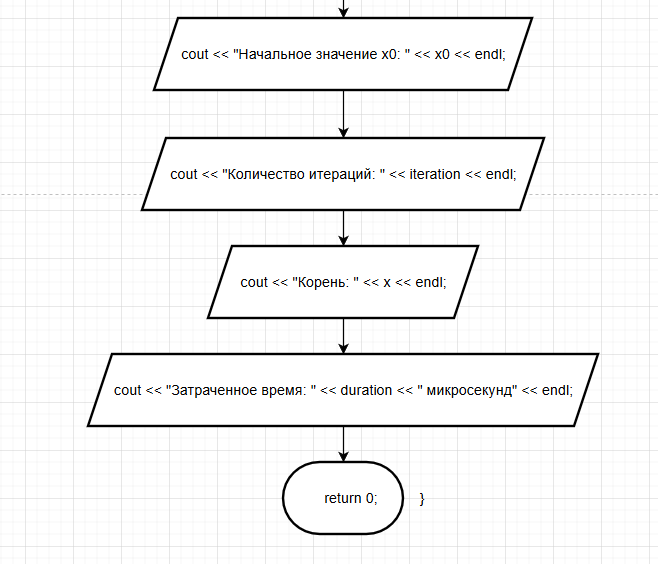 cout << "Начальное значение x0: " << x0 << endl;
cout << "Количество итераций: " << iteration << endl;
cout << "Корень: " << x << endl;
cout << "Затраченное время: " << duration << " микросекунд" << endl;
return 0; }